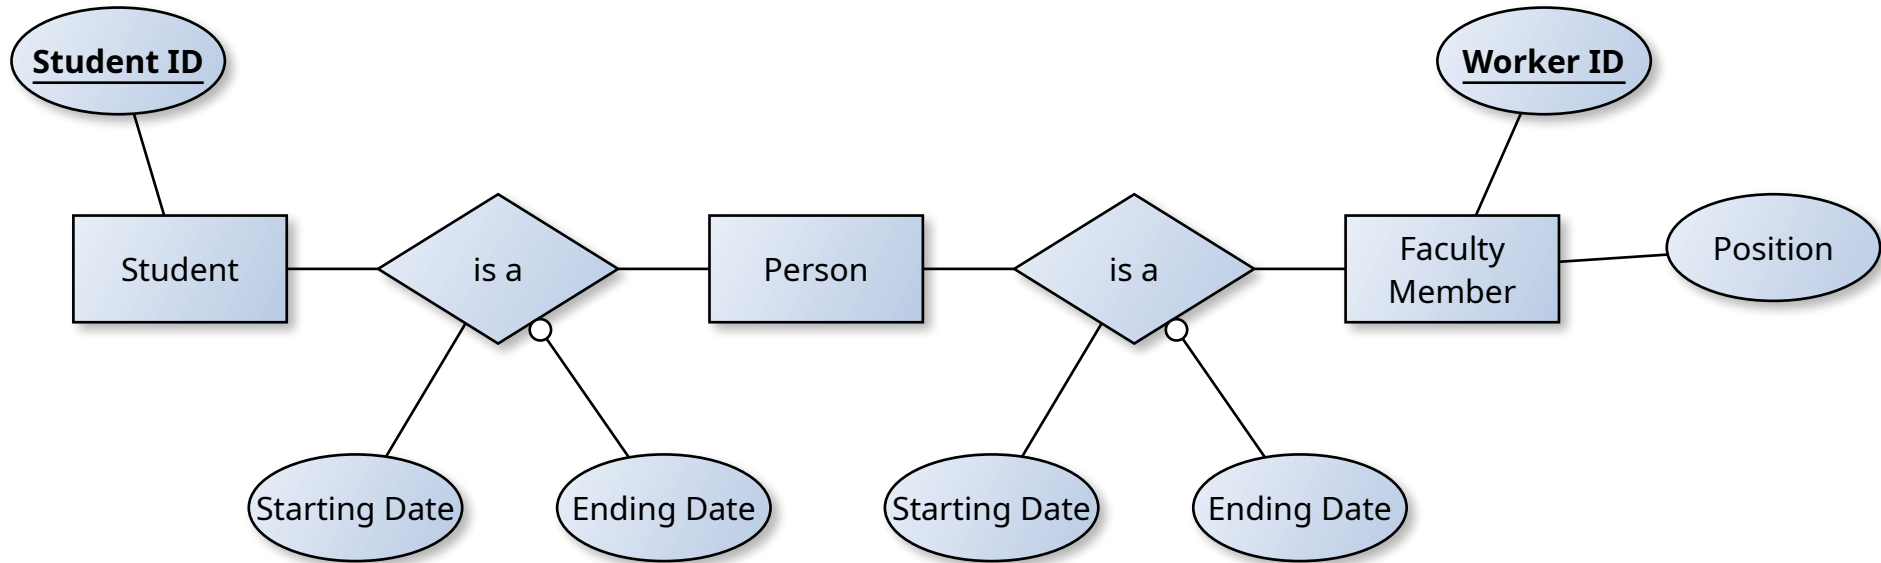 Student ID
Worker ID
Student
is a
Person
is a
Faculty
Member
Position
Starting Date
Ending Date
Starting Date
Ending Date